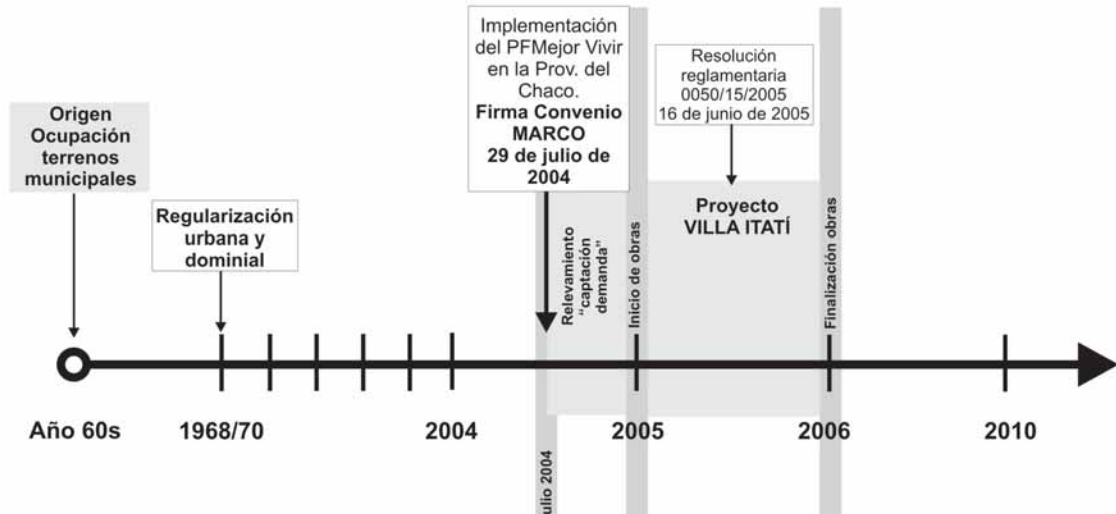 Origen
Ocupación
terrenos
municipales
Regularización
urbana y
dominial
Implementación
del PFMejor Vivir
en la Prov. del
Chaco.
Firma Convenio
MARCO
29 de julio de
2004
Relevamiento
“captación
demanda”
Inicio de obras
Resolución
reglamentaria
0050/15/2005
16 de junio de 2005
Proyecto
VILLA ITATÍ
Finalización obras
Año 60s
1968/70
2004
2005
2006
2010
ulio 2004